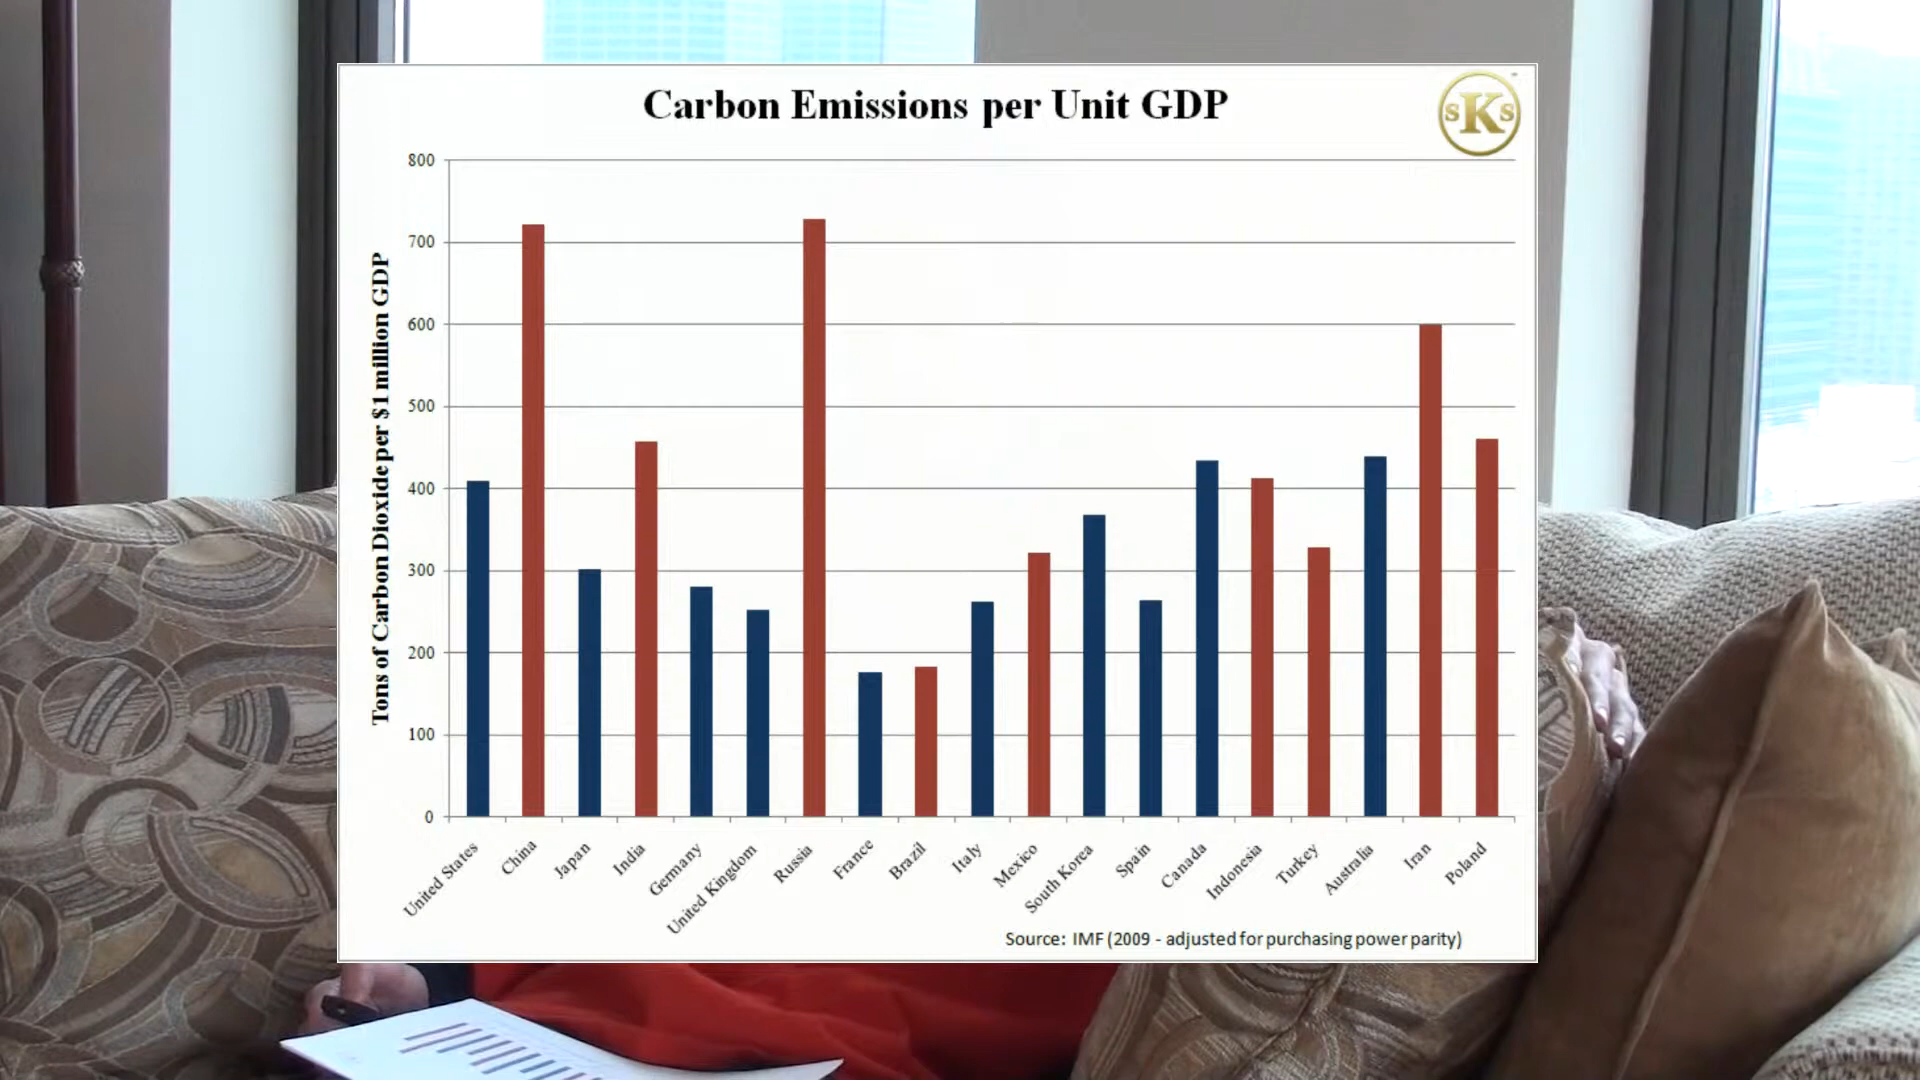 Carbon Emissions per Unit GDP
sKs
Tons of Carbon Dioxide per $1 million GDP
800
700
600
500
400
300
200
100
0
United States
China
Japan
India
Germany
United Kingdom
Russia
France
Brazil
Italy
Mexico
South Korea
Spain
Canada
Indonesia
Turkey
Australia
Iran
Poland
Source: IMF (2009 - adjusted for purchasing power parity)